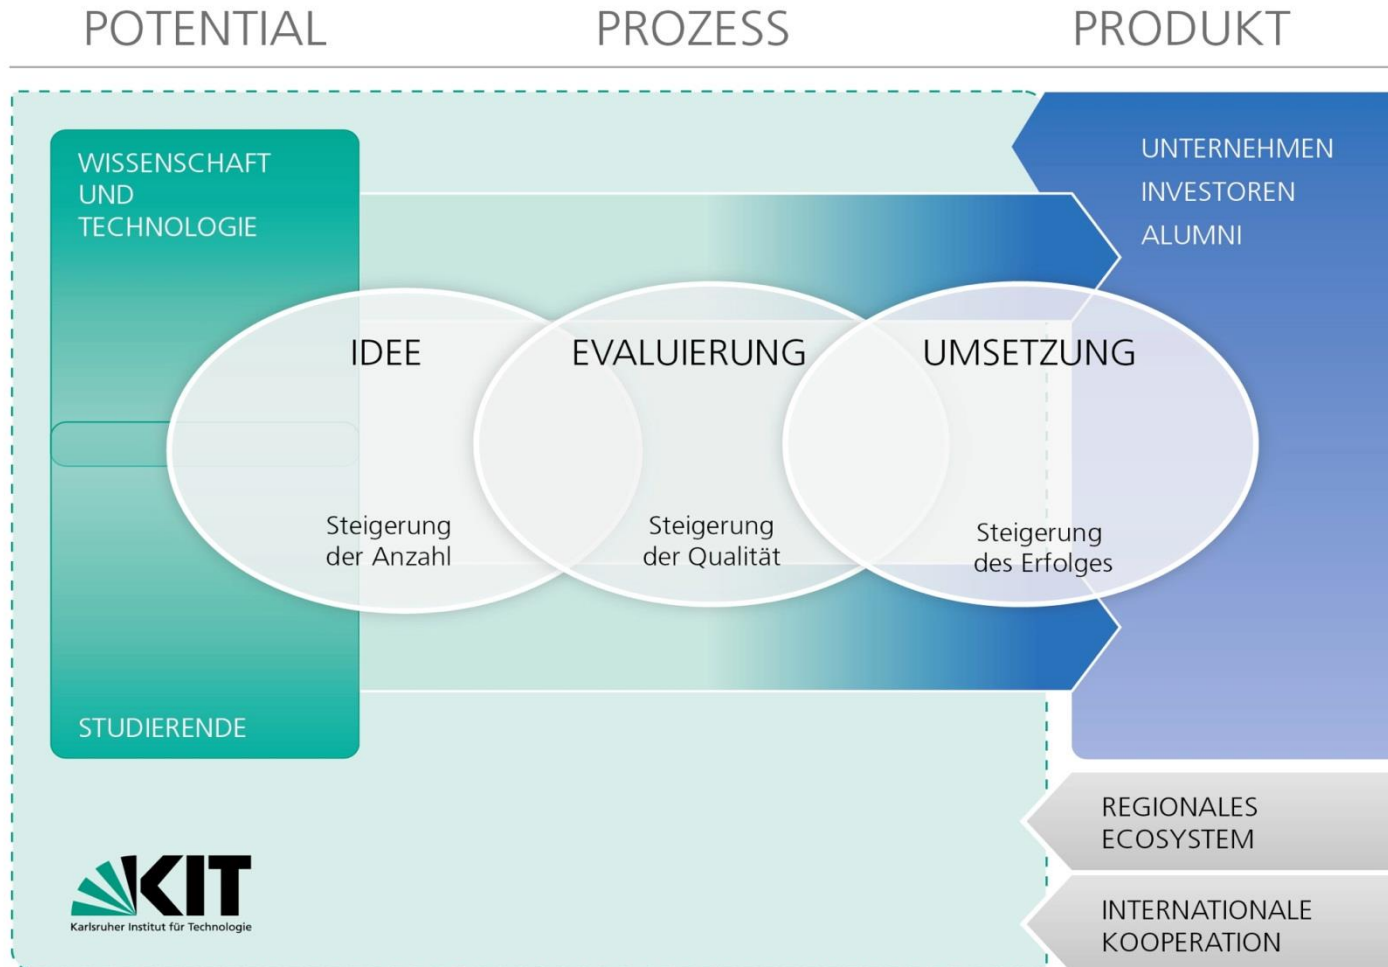 POTENTIAL
PROZESS
PRODUKT
WISSENSCHAFT
UND
TECHNOLOGIE
STUDIERENDE
IDEE
Steigerung
der Anzahl
EVALUIERUNG
Steigerung
der Qualität
UMSETZUNG
Steigerung
des Erfolges
UNTERNEHMEN
INVESTOREN
ALUMNI
REGIONALES
ECOSYSTEM
INTERNATIONALE
KOOPERATION
KIT
Karlsruher Institut für Technologie